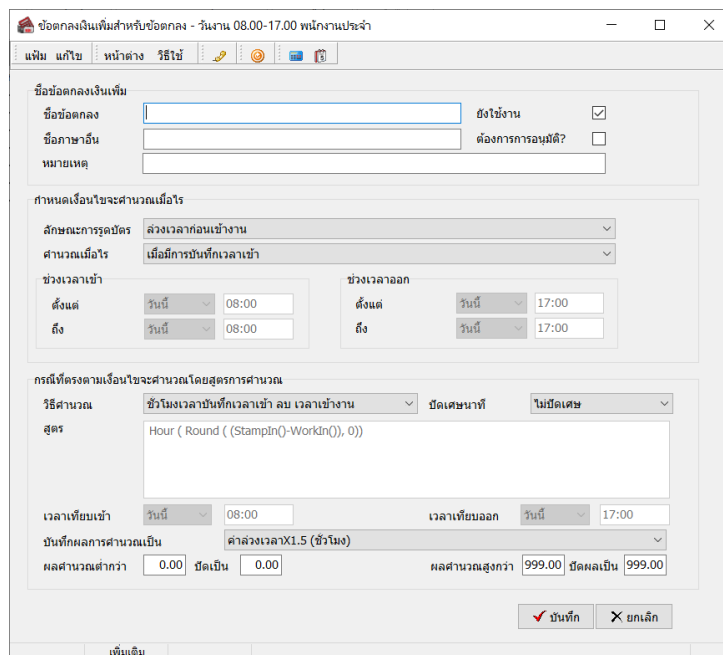 ข้อตกลงเงินเพิ่มสำหรับข้อตกลง - วันงาน 08.00-17.00 พนักงานประจำ
แฟ้ม แก้ไข หน้าต่าง วิธีใช้
ชื่อข้อตกลงเงินเพิ่ม
ชื่อข้อตกลง ยังใช้งาน
ชื่อภาษาอื่น ต้องการการอนุมัติ?
หมายเหตุ
กำหนดเงื่อนไขจะคำนวณเมื่อไร
ลักษณะการรูดบัตร ล่วงเวลาก่อนเข้างาน
คำนวณเมื่อไร เมื่อมีการบันทึกเวลาเข้า
ช่วงเวลาเข้า ช่วงเวลาออก
ตั้งแต่ วันนี้ 08:00 ตั้งแต่ วันนี้ 17:00
ถึง วันนี้ 08:00 ถึง วันนี้ 17:00
กรณีที่ตรงตามเงื่อนไขจะคำนวณโดยสูตรการคำนวณ
วิธีคำนวณ ชั่วโมงเวลาบันทึกเวลาเข้า ลบ เวลาเข้างาน ปัดเศษนาที ไม่ปัดเศษ
สูตร Hour ( Round ( (StampIn()-WorkIn()), 0))
เวลาเทียบเข้า วันนี้ 08:00 เวลาเทียบออก วันนี้ 17:00
บันทึกผลการคำนวณเป็น ค่าล่วงเวลาX1.5 (ชั่วโมง)
ผลคำนวณต่ำกว่า 0.00 ปัดเป็น 0.00 ผลคำนวณสูงกว่า 999.00 ปัดผลเป็น 999.00
บันทึก ยกเลิก
เพิ่มเติม